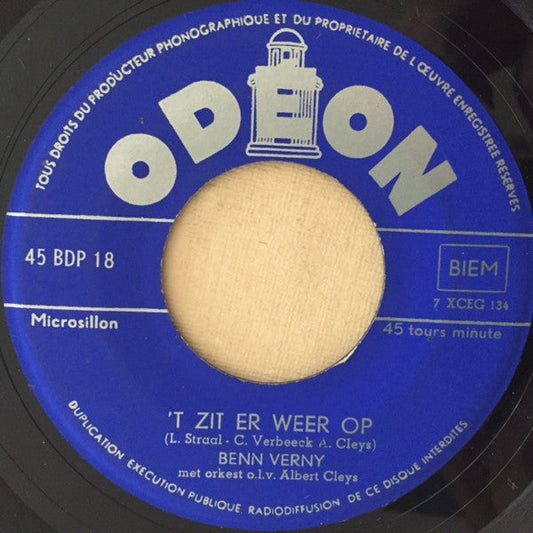 TOUS DROITS DU PRODUCTEUR PHONOGRAPHIQUE ET DU PROPRIETAIRE DE L'ŒUVRE ENREGISTREE RESERVES
ODEON
45 BDP 18
BIEM
7 XCEG 134
Microsillon
45 tours minute
'T ZIT ER WEER OP
(L. Straal - C. Verbeeck A. Cleys)
BENN VERNY
met orkest o.l.v. Albert Cleys
DUPLICATION EXECUTION PUBLIQUE. RADIODIFFUSION DE CE DISQUE INTERDITES